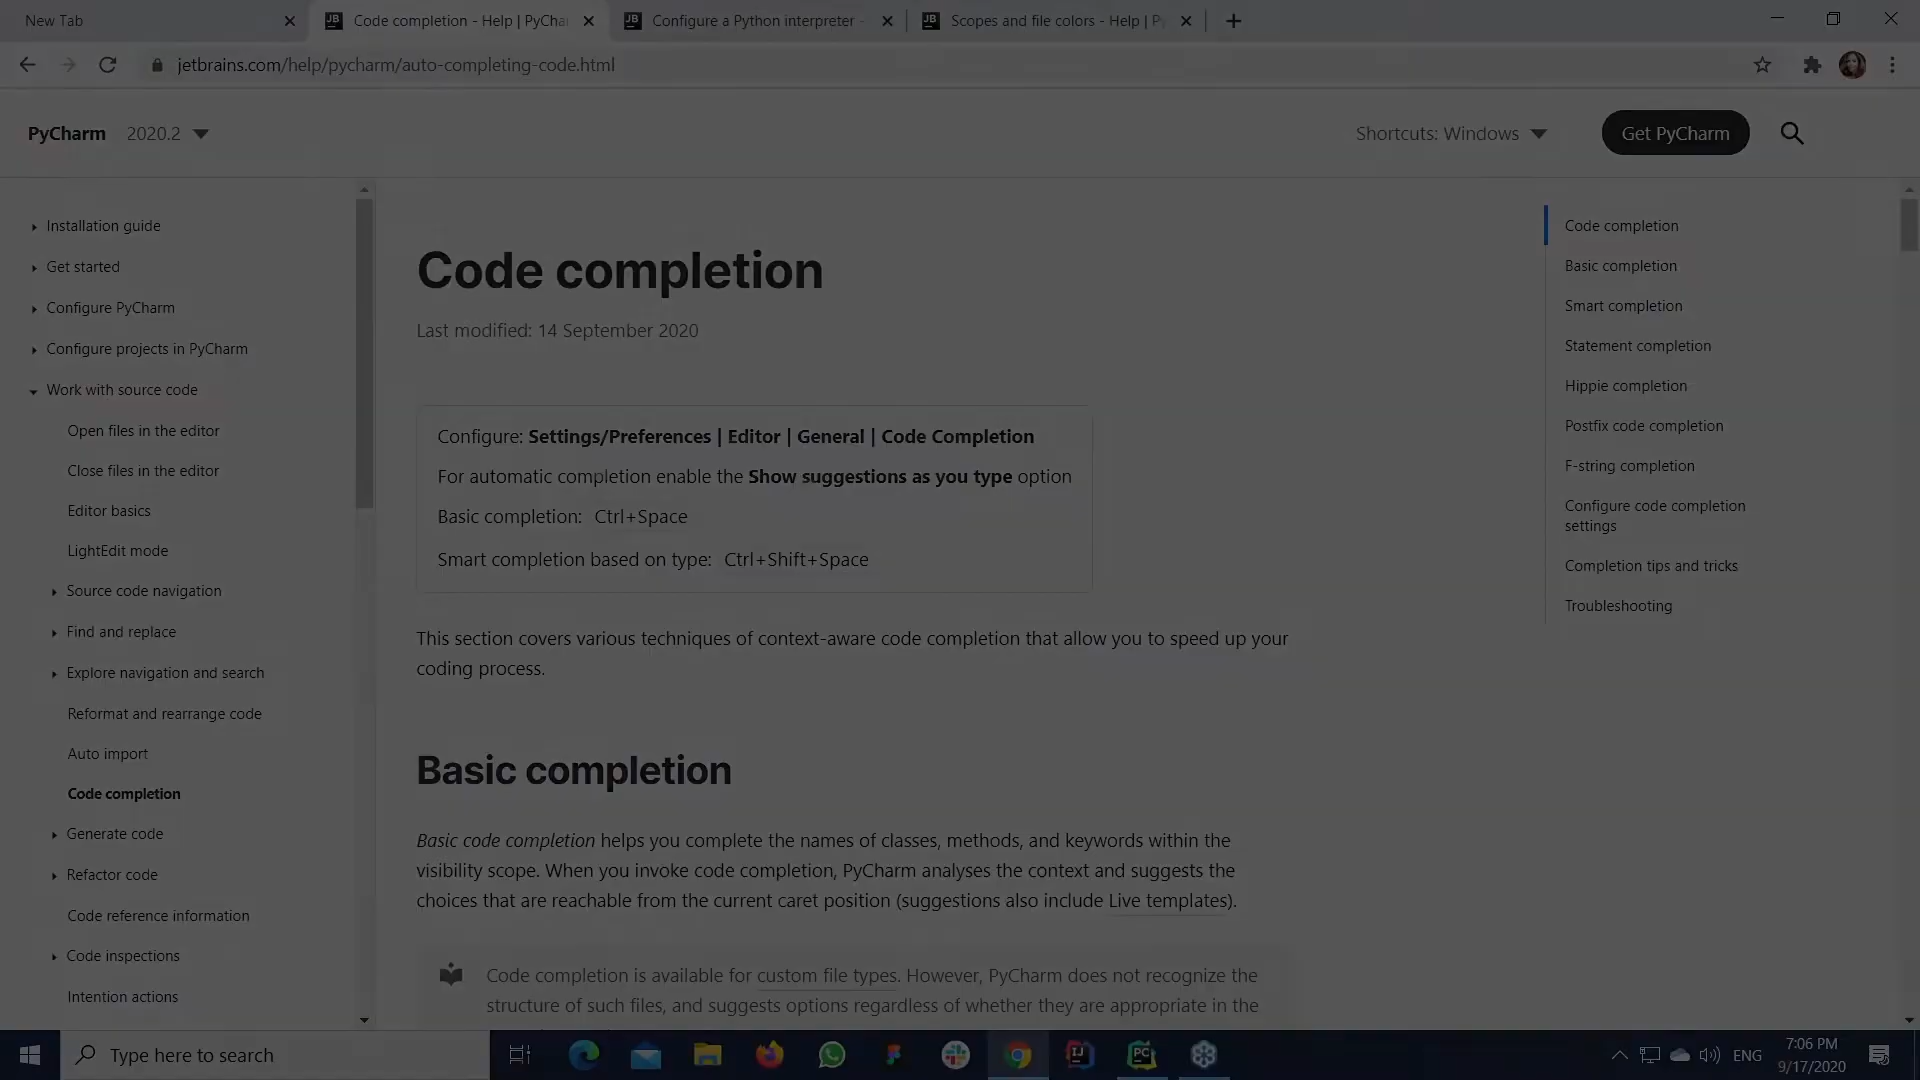 New Tab
Code completion - Help | PyCha
Configure a Python interpreter -
Scopes and file colors - Help | Py
jetbrains.com/help/pycharm/auto-completing-code.html
PyCharm 2020.2
Shortcuts: Windows
Get PyCharm
Installation guide
Get started
Configure PyCharm
Configure projects in PyCharm
Work with source code
Open files in the editor
Close files in the editor
Editor basics
LightEdit mode
Source code navigation
Find and replace
Explore navigation and search
Reformat and rearrange code
Auto import
Code completion
Generate code
Refactor code
Code reference information
Code inspections
Intention actions
Code completion
Last modified: 14 September 2020
Configure: Settings/Preferences | Editor | General | Code Completion
For automatic completion enable the Show suggestions as you type option
Basic completion: Ctrl+Space
Smart completion based on type: Ctrl+Shift+Space
This section covers various techniques of context-aware code completion that allow you to speed up your
coding process.
Basic completion
Basic code completion helps you complete the names of classes, methods, and keywords within the
visibility scope. When you invoke code completion, PyCharm analyses the context and suggests the
choices that are reachable from the current caret position (suggestions also include Live templates).
Code completion is available for custom file types. However, PyCharm does not recognize the
structure of such files, and suggests options regardless of whether they are appropriate in the
Code completion
Basic completion
Smart completion
Statement completion
Hippie completion
Postfix code completion
F-string completion
Configure code completion
settings
Completion tips and tricks
Troubleshooting
Type here to search
ENG
7:06 PM
9/17/2020